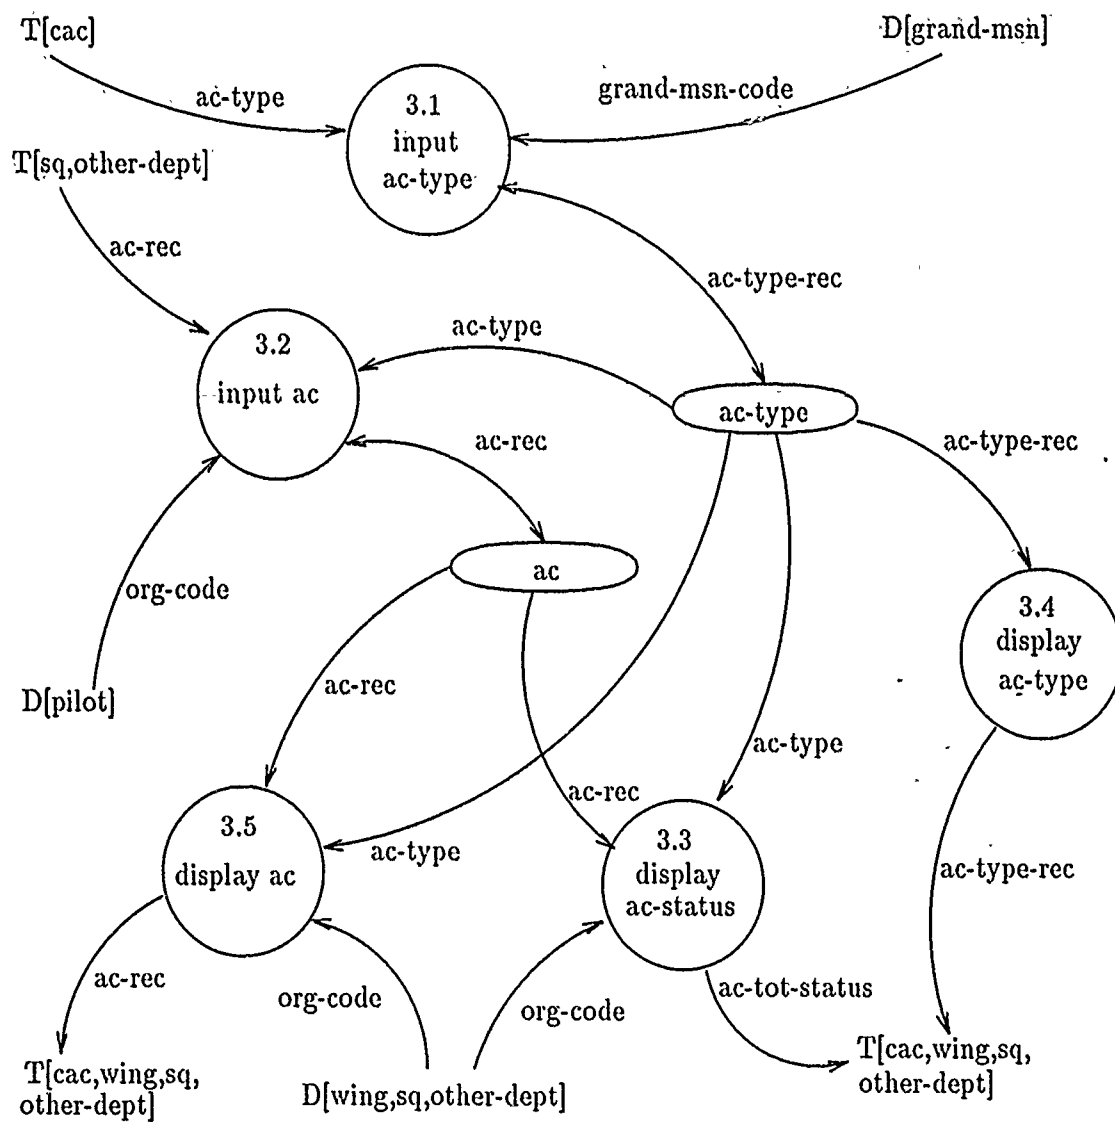 T[cac]
D[grand-msn]
ac-type
grand-msn-code
3.1
input
ac-type
T[sq,other-dept]
ac-rec
ac-type-rec
3.2
input ac
ac-type
ac-type
ac-rec
ac-type-rec
ac
org-code
3.4
display
ac-type
D[pilot]
ac-rec
ac-type
ac-rec
3.5
display ac
ac-type
3.3
display
ac-status
ac-type-rec
ac-rec
org-code
org-code
ac-tot-status
T[cac,wing,sq,
other-dept]
D[wing,sq,other-dept]
T[cac,wing,sq,
other-dept]